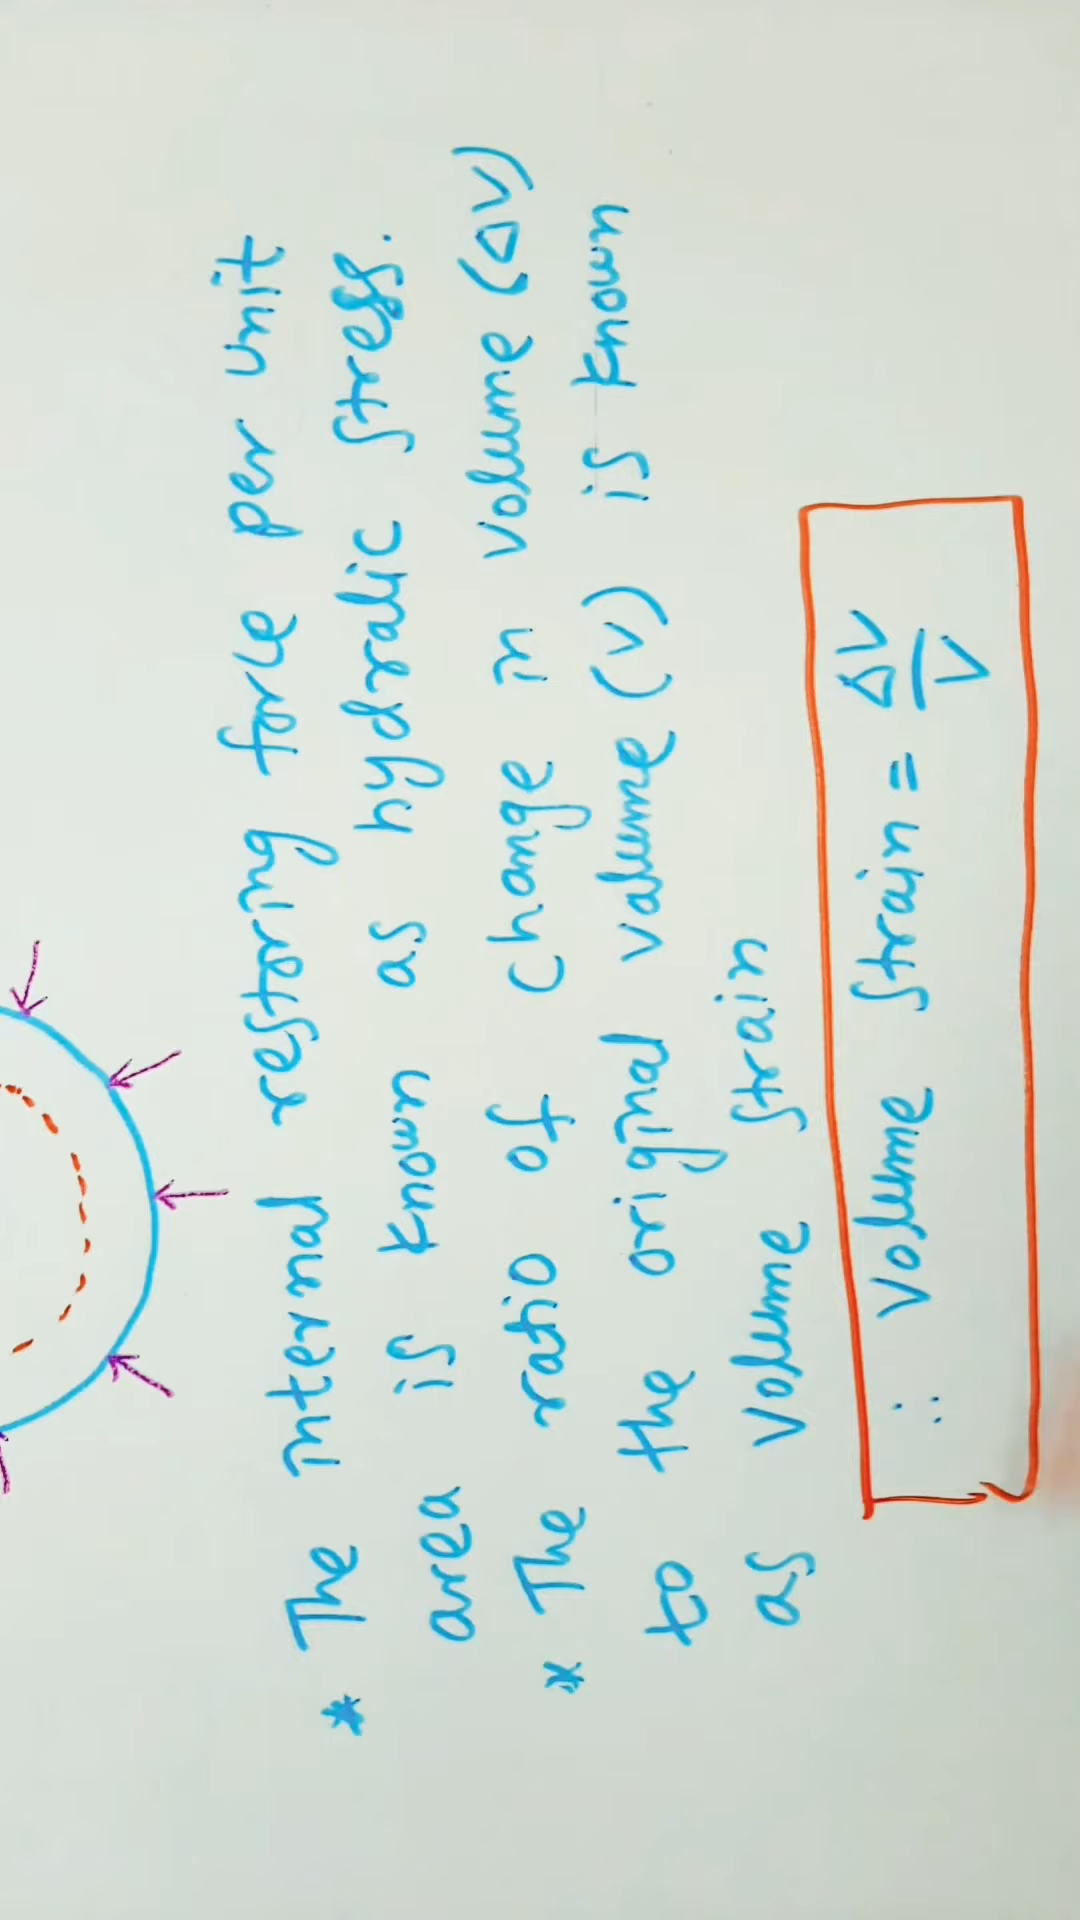 * The internal restoring force per unit
area is known as hydraulic stress.
* The ratio of change in volume (ΔV)
to the original volume (V) is known
as volume strain
∴ Volume strain = ΔV/V